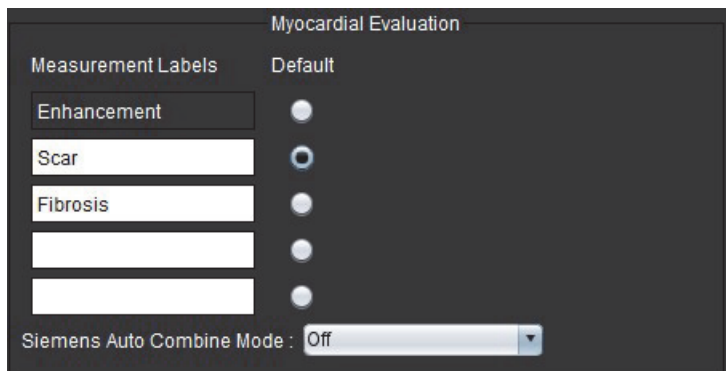 Myocardial Evaluation
Measurement Labels Default
Enhancement
Scar
Fibrosis
Siemens Auto Combine Mode : Off